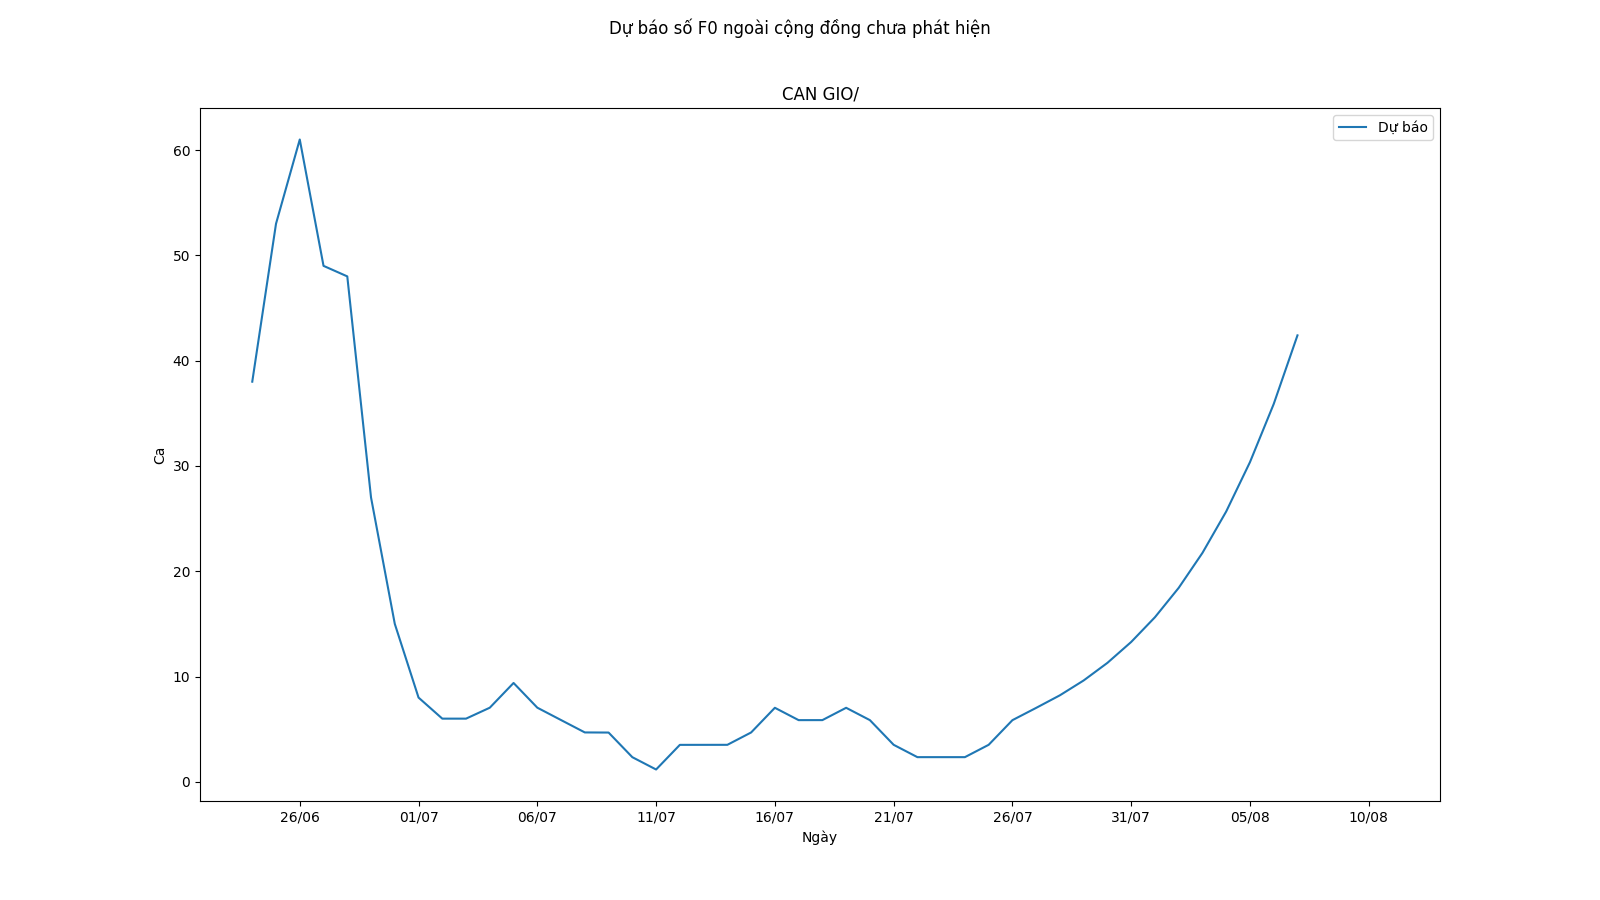 Dự báo số F0 ngoài cộng đồng chưa phát hiện
CAN GIO/
Dự báo
60
50
40
30
20
10
0
Ca
26/06 01/07 06/07 11/07 16/07 21/07 26/07 31/07 05/08 10/08
Ngày